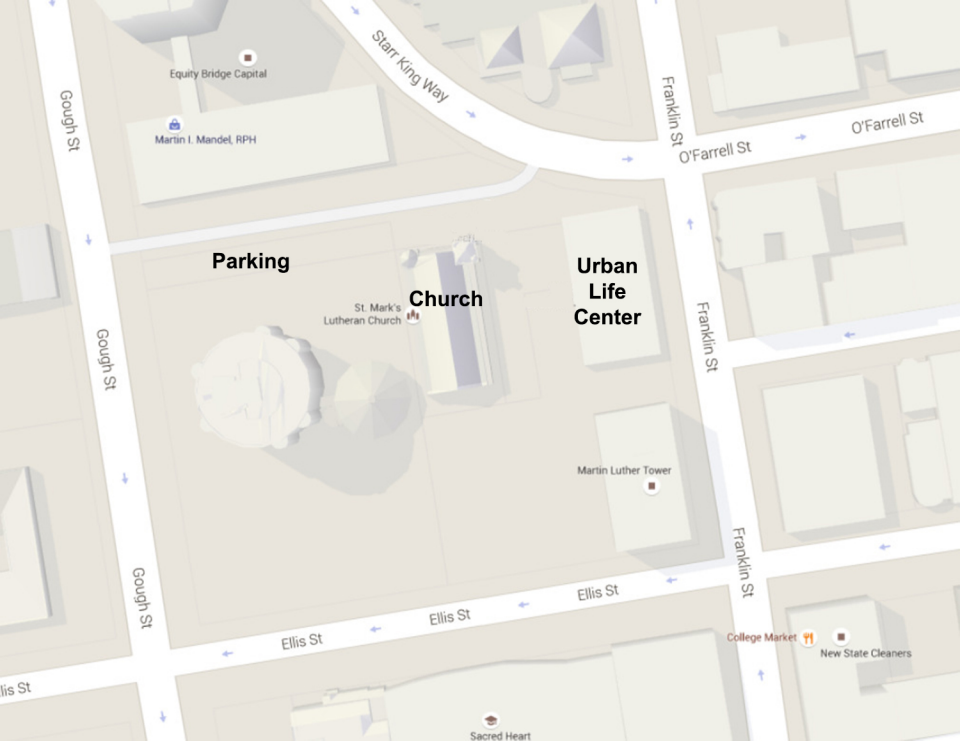 Starr King Way
Equity Bridge Capital
Gough St
Franklin St
O'Farrell St
Martin I. Mandel, RPH
O'Farrell St
Parking
Urban
Life
Center
Church
St. Mark's
Lutheran Church
Gough St
Franklin St
Martin Luther Tower
Franklin St
Gough St
Ellis St
Ellis St
Ellis St
College Market
New State Cleaners
lis St
Sacred Heart